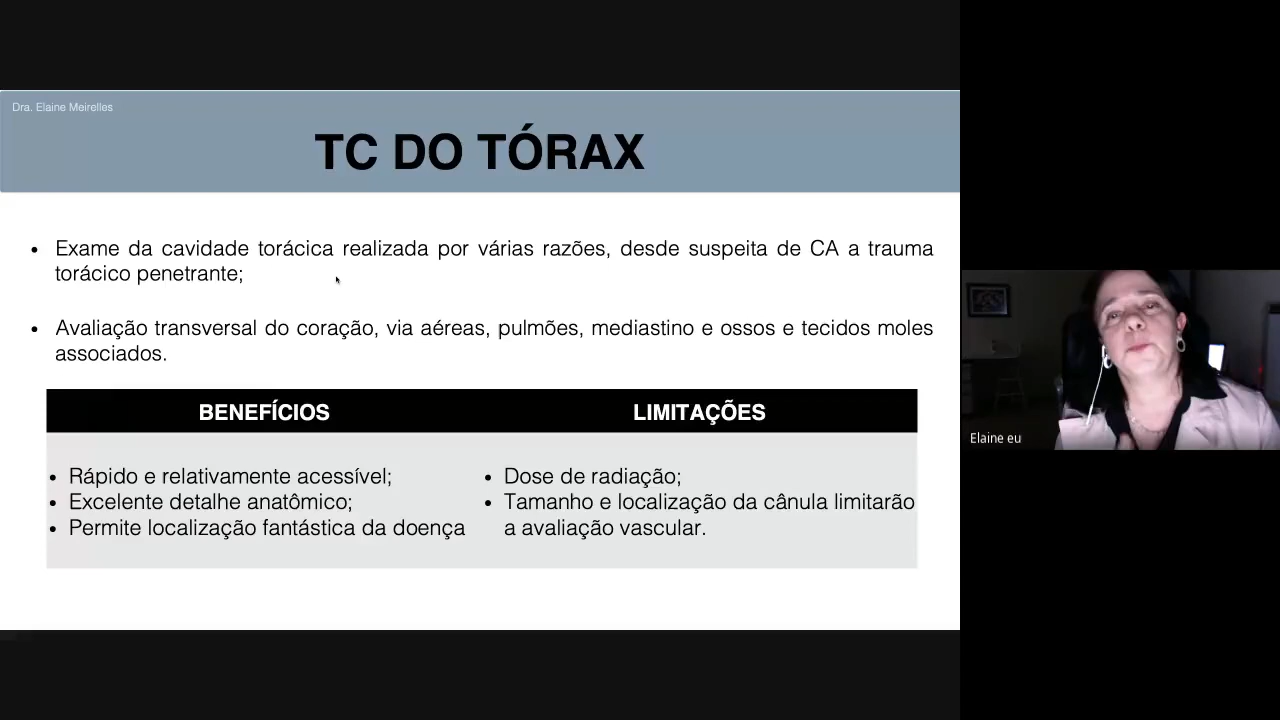 Dra. Elaine Meirelles
TC DO TÓRAX
• Exame da cavidade torácica realizada por várias razões, desde suspeita de CA a trauma
torácico penetrante;
• Avaliação transversal do coração, via aéreas, pulmões, mediastino e ossos e tecidos moles
associados.
BENEFÍCIOS
• Rápido e relativamente acessível;
• Excelente detalhe anatômico;
• Permite localização fantástica da doença
LIMITAÇÕES
• Dose de radiação;
• Tamanho e localização da cânula limitarão
a avaliação vascular.
Elaine eu